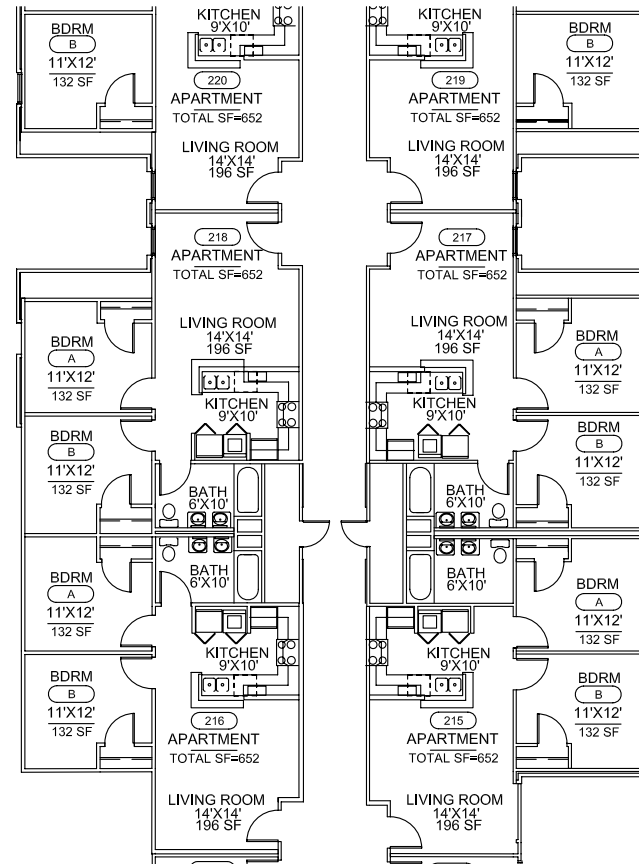 KITCHEN
9'X10'
KITCHEN
9'X10'
BDRM
B
11'X12'
132 SF
BDRM
B
11'X12'
132 SF
220
APARTMENT
TOTAL SF=652
219
APARTMENT
TOTAL SF=652
LIVING ROOM
14'X14'
196 SF
LIVING ROOM
14'X14'
196 SF
218
APARTMENT
TOTAL SF=652
217
APARTMENT
TOTAL SF=652
LIVING ROOM
14'X14'
196 SF
LIVING ROOM
14'X14'
196 SF
BDRM
A
11'X12'
132 SF
BDRM
A
11'X12'
132 SF
KITCHEN
9'X10'
KITCHEN
9'X10'
BDRM
B
11'X12'
132 SF
BDRM
B
11'X12'
132 SF
BATH
6'X10'
BATH
6'X10'
BATH
6'X10'
BATH
6'X10'
BDRM
A
11'X12'
132 SF
BDRM
A
11'X12'
132 SF
KITCHEN
9'X10'
KITCHEN
9'X10'
BDRM
B
11'X12'
132 SF
BDRM
B
11'X12'
132 SF
216
APARTMENT
TOTAL SF=652
215
APARTMENT
TOTAL SF=652
LIVING ROOM
14'X14'
196 SF
LIVING ROOM
14'X14'
196 SF